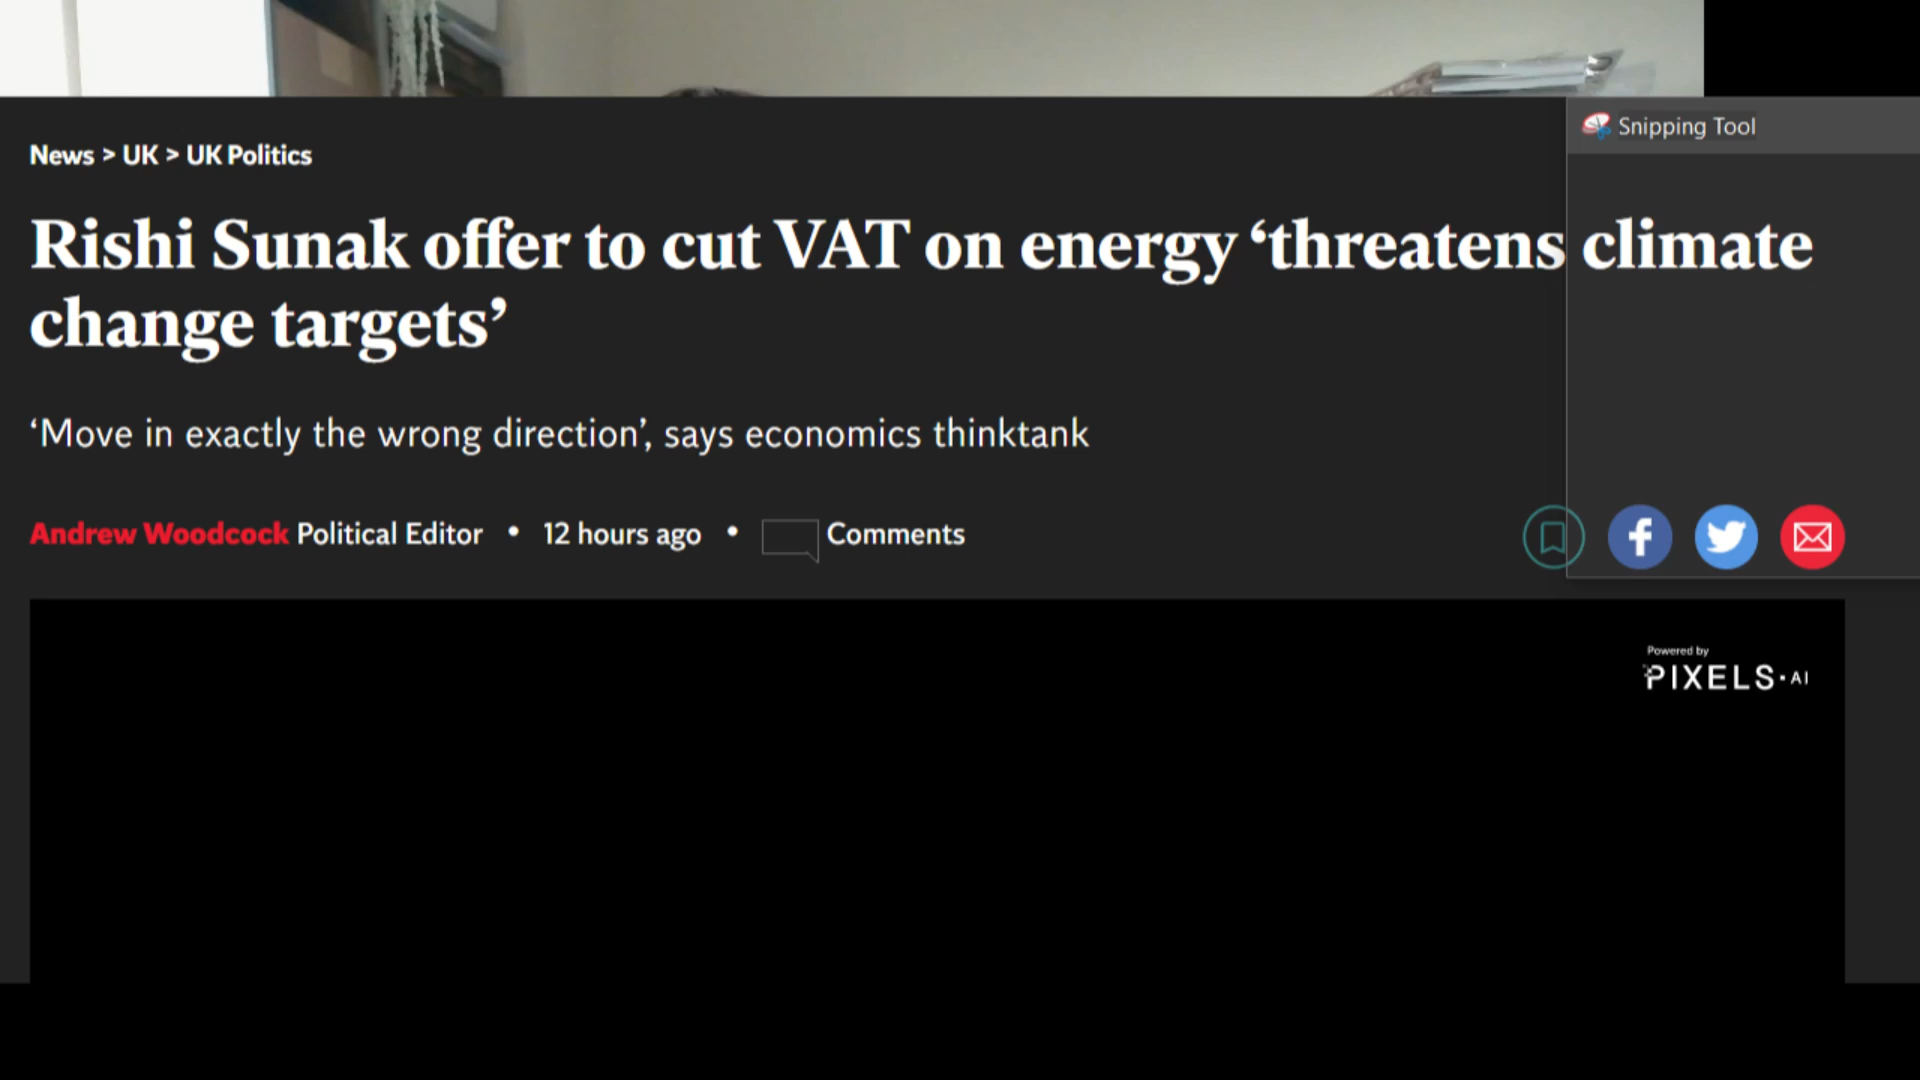 News > UK > UK Politics
Snipping Tool
Rishi Sunak offer to cut VAT on energy ‘threatens climate
change targets’
‘Move in exactly the wrong direction’, says economics thinktank
Andrew Woodcock Political Editor • 12 hours ago • Comments
Powered by
PIXELS·AI